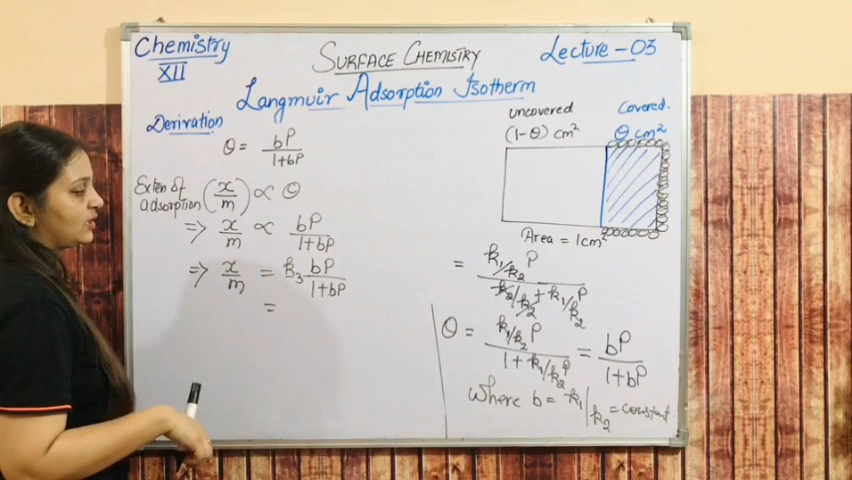 Chemistry
XII
SURFACE CHEMISTRY
Lecture - 03
Langmuir Adsorption Isotherm
Derivation
θ = bP / 1+bP
Exten of adsorption (x/m) ∝ θ
⇒ x/m ∝ bP / 1+bP
⇒ x/m = k₃ bP / 1+bP
=
uncovered
(1-θ) cm²
Covered.
θ cm²
Area = 1cm²
= k₁/k₂ P / k₂/k₂ + k₁/k₂ P
θ = k₁/k₂ P / 1 + k₁/k₂ P = bP / 1+bP
where b = k₁/k₂ = constant